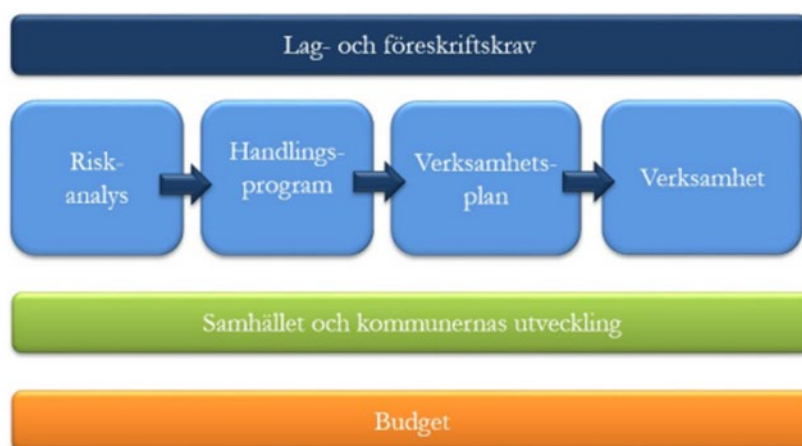 Lag- och föreskriftskrav
Risk-
analys
Handlings-
program
Verksamhets-
plan
Verksamhet
Samhället och kommunernas utveckling
Budget